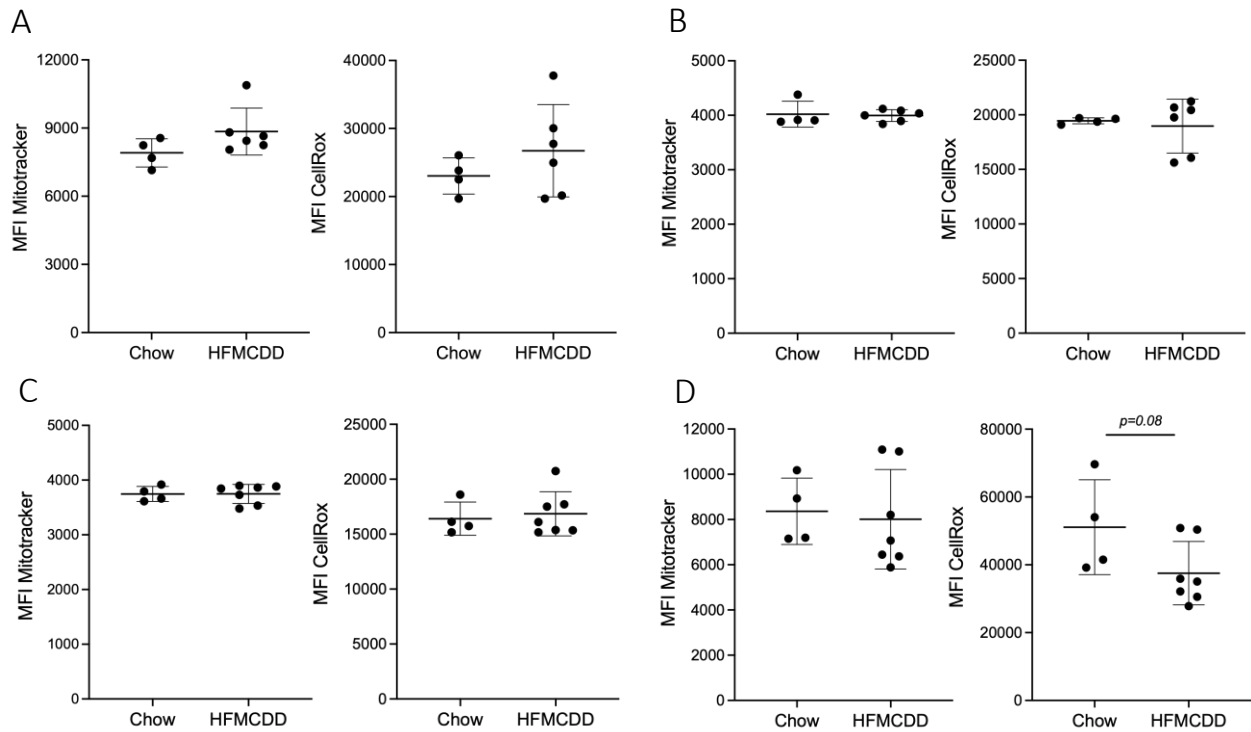 A
MFI Mitotracker
12000
9000
6000
3000
0
Chow
HFMCDD
MFI CellRox
40000
30000
20000
10000
0
Chow
HFMCDD
B
MFI Mitotracker
5000
4000
3000
2000
1000
0
Chow
HFMCDD
MFI CellRox
25000
20000
15000
10000
5000
0
Chow
HFMCDD
C
MFI Mitotracker
5000
4000
3000
2000
1000
0
Chow
HFMCDD
MFI CellRox
25000
20000
15000
10000
5000
0
Chow
HFMCDD
D
MFI Mitotracker
12000
10000
8000
6000
4000
2000
0
Chow
HFMCDD
MFI CellRox
80000
60000
40000
20000
0
p=0.08
Chow
HFMCDD